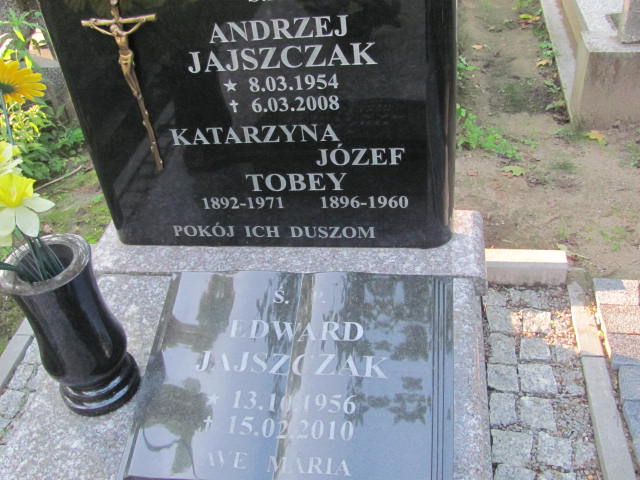 ANDRZEJ
JAJSZCZAK
★ 8.03.1954
✝ 6.03.2008
KATARZYNA
JÓZEF
TOBEY
1892-1971 1896-1960
POKÓJ ICH DUSZOM
S. P.
EDWARD
JAJSZCZAK
★ 13.10.1956
✝ 15.02.2010
AVE MARIA